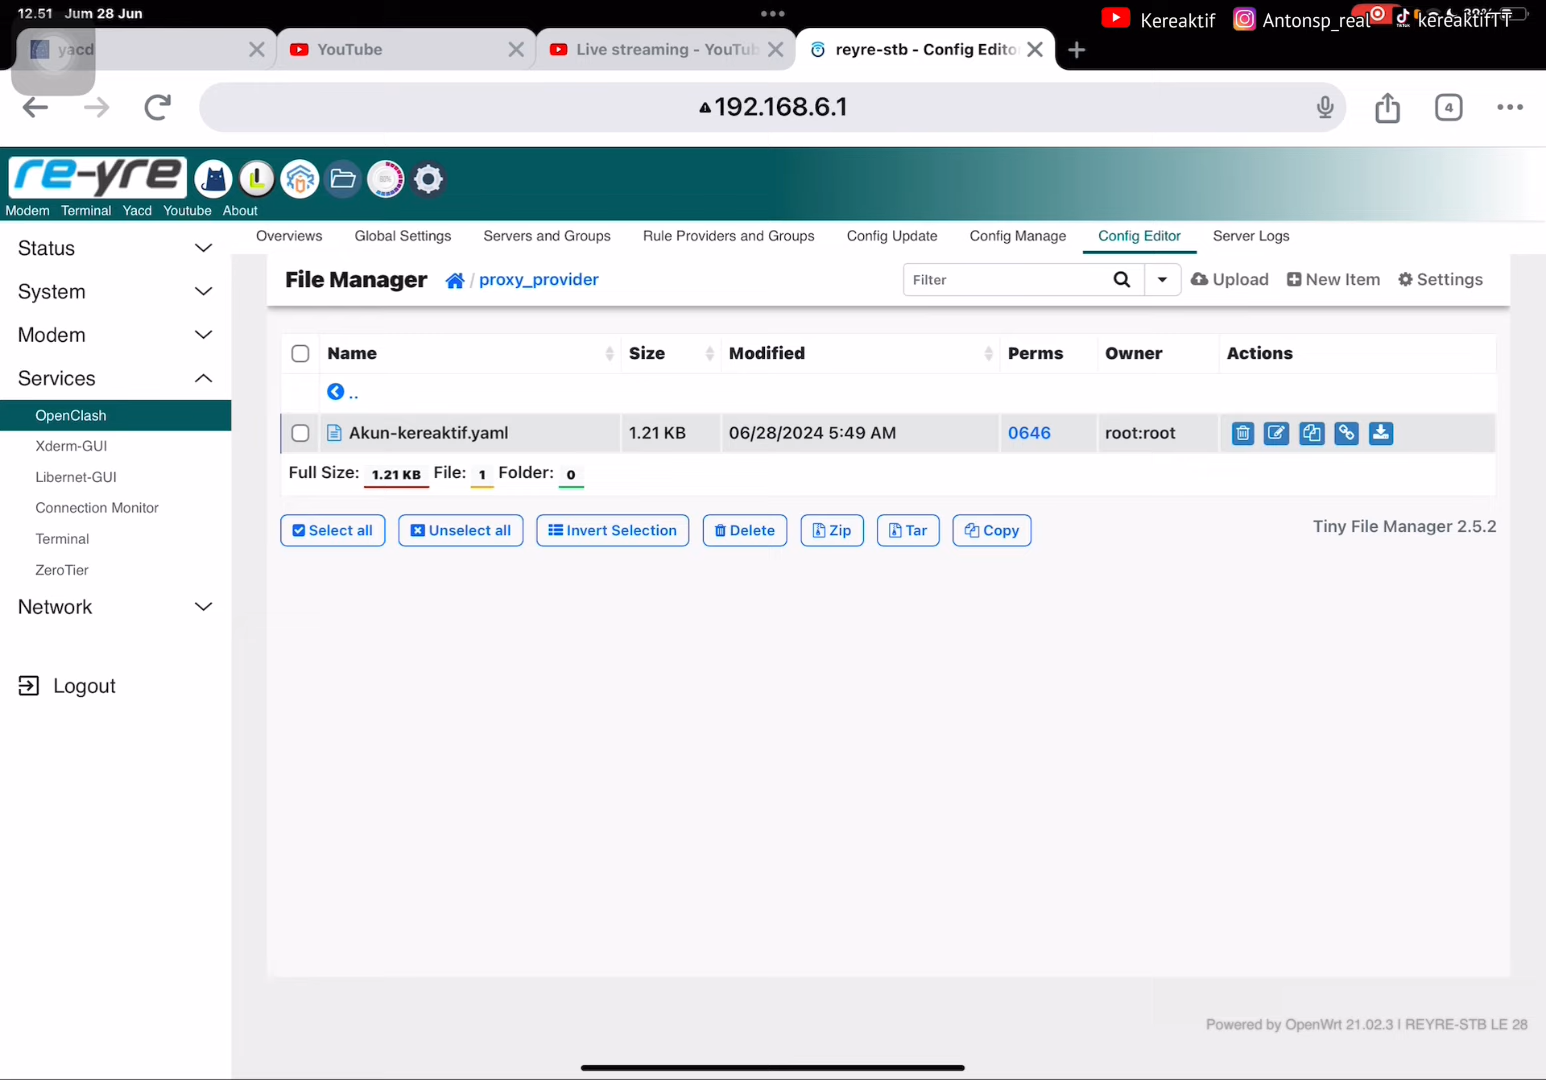 12.51 Jum 28 Jun
Kereaktif Antonsp_real kereaktifTT
yacd
YouTube
Live streaming - YouTub
reyre-stb - Config Edito
192.168.6.1
4
re-yre
Modem Terminal Yacd Youtube About
Status
System
Modem
Services
OpenClash
Xderm-GUI
Libernet-GUI
Connection Monitor
Terminal
ZeroTier
Network
Logout
Overviews Global Settings Servers and Groups Rule Providers and Groups Config Update Config Manage Config Editor Server Logs
File Manager / proxy_provider Filter Upload New Item Settings
Name Size Modified Perms Owner Actions
..
Akun-kereaktif.yaml 1.21 KB 06/28/2024 5:49 AM 0646 root:root
Full Size: 1.21 KB File: 1 Folder: 0
Select all Unselect all Invert Selection Delete Zip Tar Copy
Tiny File Manager 2.5.2
Powered by OpenWrt 21.02.3 | REYRE-STB LE 28